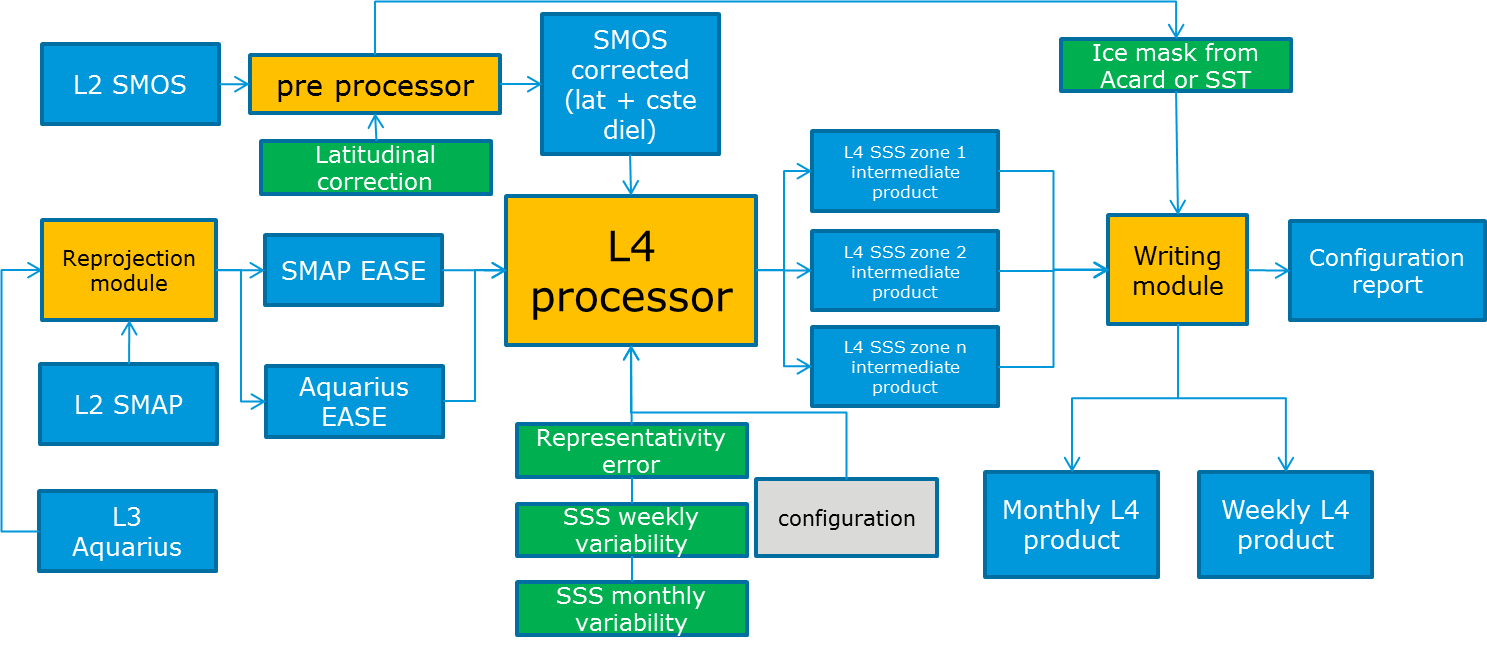 L2 SMOS
pre processor
SMOS
corrected
(lat + cste
diel)
Ice mask from
Acard or SST
Latitudinal
correction
L4 SSS zone 1
intermediate
product
Reprojection
module
SMAP EASE
L4
processor
L4 SSS zone 2
intermediate
product
Writing
module
Configuration
report
L2 SMAP
Aquarius
EASE
L4 SSS zone n
intermediate
product
Representativity
error
L3
Aquarius
SSS weekly
variability
configuration
Monthly L4
product
Weekly L4
product
SSS monthly
variability